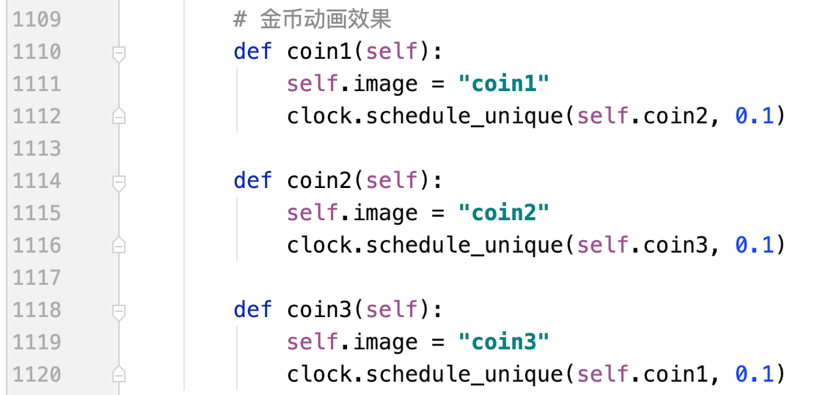 1109 # 金币动画效果
1110 def coin1(self):
1111 self.image = "coin1"
1112 clock.schedule_unique(self.coin2, 0.1)
1113
1114 def coin2(self):
1115 self.image = "coin2"
1116 clock.schedule_unique(self.coin3, 0.1)
1117
1118 def coin3(self):
1119 self.image = "coin3"
1120 clock.schedule_unique(self.coin1, 0.1)